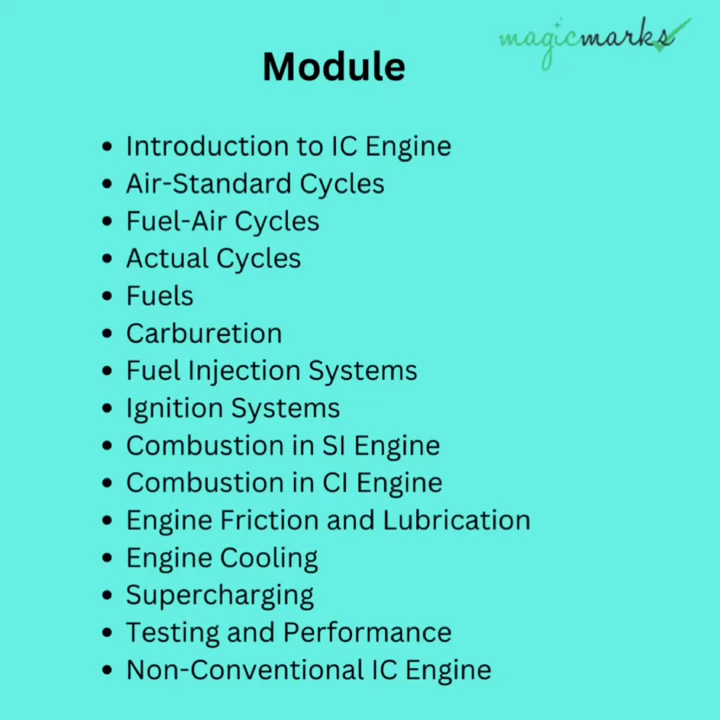 magicmarks
Module
• Introduction to IC Engine
• Air-Standard Cycles
• Fuel-Air Cycles
• Actual Cycles
• Fuels
• Carburetion
• Fuel Injection Systems
• Ignition Systems
• Combustion in SI Engine
• Combustion in CI Engine
• Engine Friction and Lubrication
• Engine Cooling
• Supercharging
• Testing and Performance
• Non-Conventional IC Engine